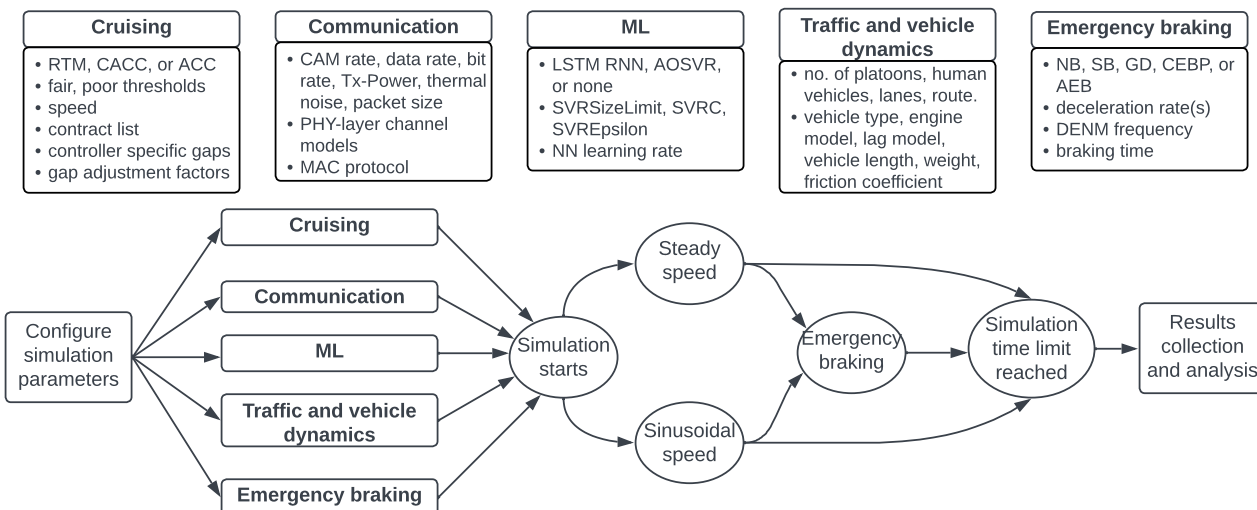 Cruising
• RTM, CACC, or ACC
• fair, poor thresholds
• speed
• contract list
• controller specific gaps
• gap adjustment factors
Communication
• CAM rate, data rate, bit
rate, Tx-Power, thermal
noise, packet size
• PHY-layer channel
models
• MAC protocol
ML
• LSTM RNN, AOSVR,
or none
• SVRSizeLimit, SVRC,
SVREpsilon
• NN learning rate
Traffic and vehicle
dynamics
• no. of platoons, human
vehicles, lanes, route.
• vehicle type, engine
model, lag model,
vehicle length, weight,
friction coefficient
Emergency braking
• NB, SB, GD, CEBP, or
AEB
• deceleration rate(s)
• DENM frequency
• braking time
Configure
simulation
parameters
Cruising
Communication
ML
Traffic and vehicle
dynamics
Emergency braking
Simulation
starts
Steady
speed
Sinusoidal
speed
Emergency
braking
Simulation
time limit
reached
Results
collection
and analysis